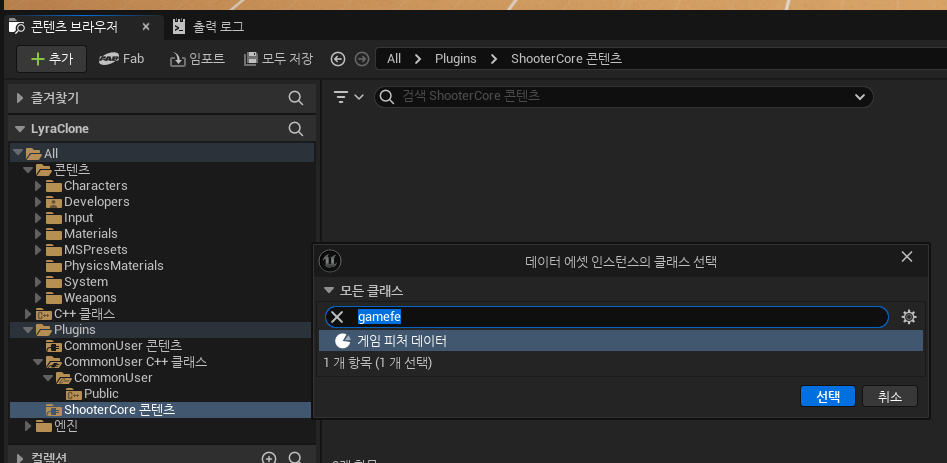 콘텐츠 브라우저
출력 로그
추가
Fab
임포트
모두 저장
All > Plugins > ShooterCore 콘텐츠
즐겨찾기
검색 ShooterCore 콘텐츠
LyraClone
All
콘텐츠
Characters
Developers
Input
Materials
MSPresets
PhysicsMaterials
System
Weapons
C++ 클래스
Plugins
CommonUser 콘텐츠
CommonUser C++ 클래스
CommonUser
Public
ShooterCore 콘텐츠
엔진
컬렉션
데이터 에셋 인스턴스의 클래스 선택
모든 클래스
gamefe
게임 피처 데이터
1 개 항목 (1 개 선택)
선택
취소